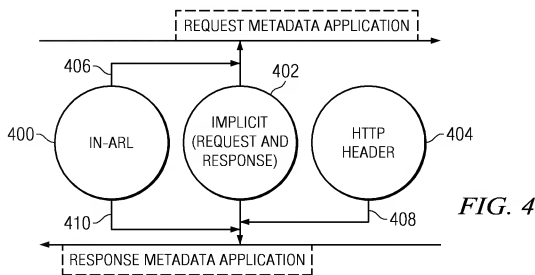 REQUEST METADATA APPLICATION
406
402
400
IN-ARL
IMPLICIT
(REQUEST AND
RESPONSE)
HTTP
HEADER
404
410
408
FIG. 4
RESPONSE METADATA APPLICATION